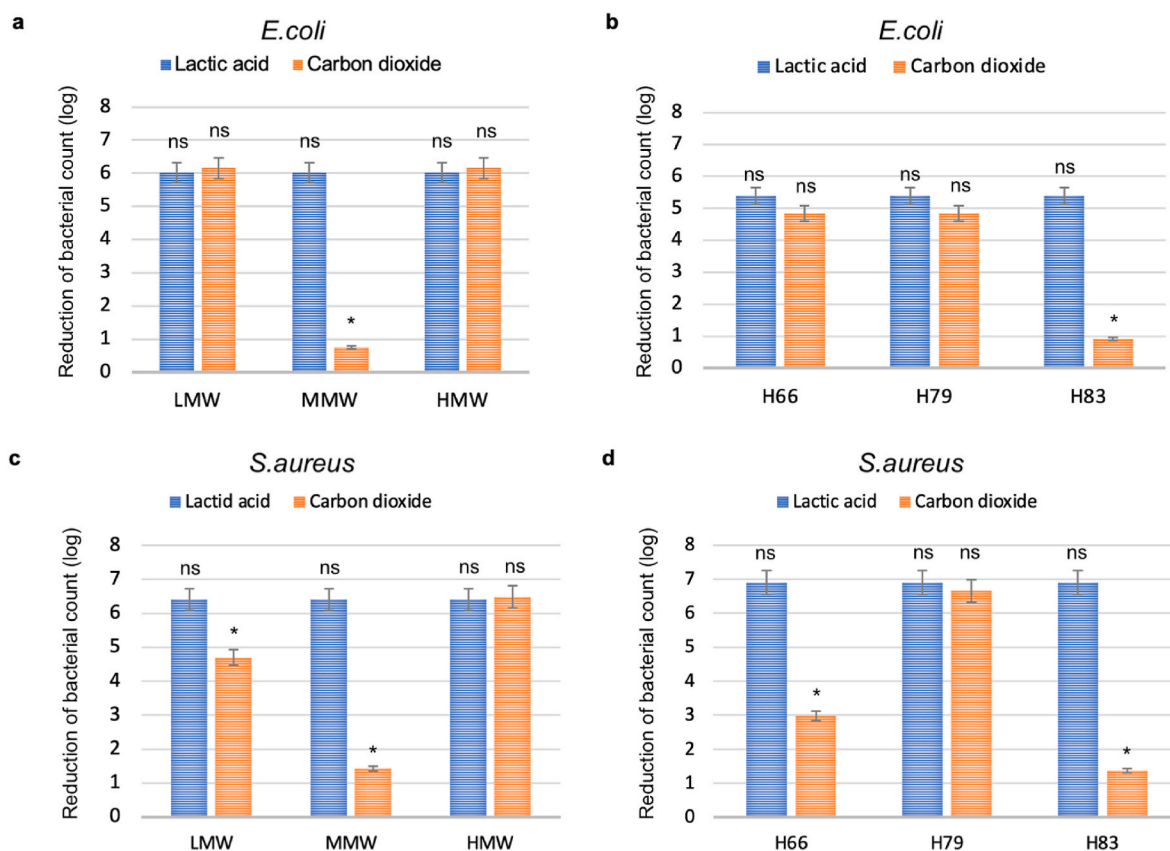 a
E.coli
Lactic acid Carbon dioxide
Reduction of bacterial count (log)
8
7
6
5
4
3
2
1
0
ns ns ns * ns ns
LMW MMW HMW
b
E.coli
Lactic acid Carbon dioxide
Reduction of bacterial count (log)
8
7
6
5
4
3
2
1
0
ns ns ns ns ns *
H66 H79 H83
c
S.aureus
Lactid acid Carbon dioxide
Reduction of bacterial count (log)
8
7
6
5
4
3
2
1
0
ns * ns * ns ns
LMW MMW HMW
d
S.aureus
Lactic acid Carbon dioxide
Reduction of bacterial count (log)
8
7
6
5
4
3
2
1
0
ns * ns ns ns *
H66 H79 H83